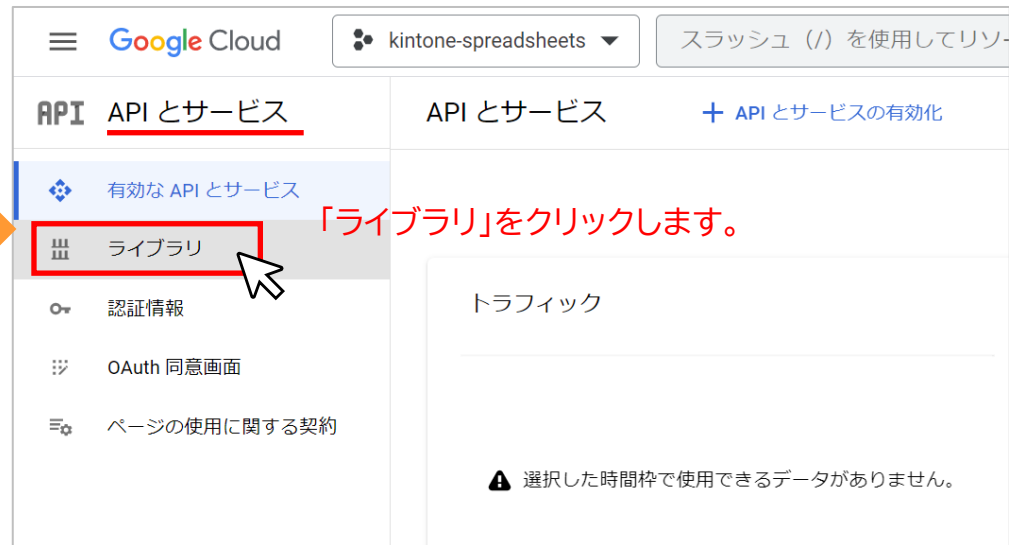 Google Cloud
kintone-spreadsheets
スラッシュ（/）を使用してリソ
API API とサービス
API とサービス
API とサービスの有効化
有効な API とサービス
「ライブラリ」をクリックします。
ライブラリ
トラフィック
認証情報
OAuth 同意画面
ページの使用に関する契約
選択した時間枠で使用できるデータがありません。